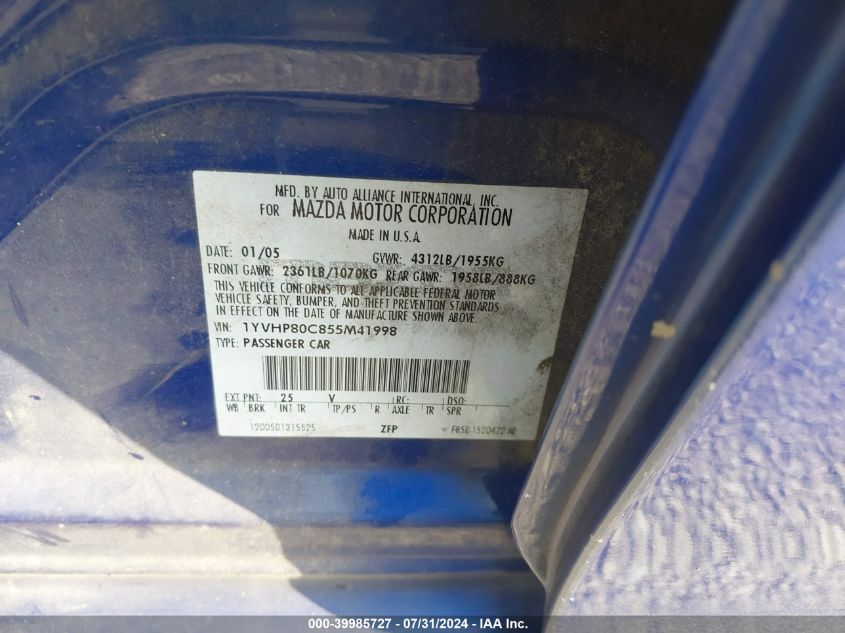 MFD. BY AUTO ALLIANCE INTERNATIONAL, INC.
FOR MAZDA MOTOR CORPORATION
MADE IN U.S.A.
DATE: 01/05 GVWR: 4312LB/1955KG
FRONT GAWR: 2361LB/1070KG REAR GAWR: 1958LB/888KG
THIS VEHICLE CONFORMS TO ALL APPLICABLE FEDERAL MOTOR
VEHICLE SAFETY, BUMPER, AND THEFT PREVENTION STANDARDS
IN EFFECT ON THE DATE OF MANUFACTURE SHOWN ABOVE.
VIN: 1YVHP80C855M41998
TYPE: PASSENGER CAR
EXT PNT: 25 V RC: DSO:
WB BRK INT TR TP/PS R AXLE TR SPR
1200501315525 ZFP
000-39985727 - 07/31/2024 - IAA Inc.